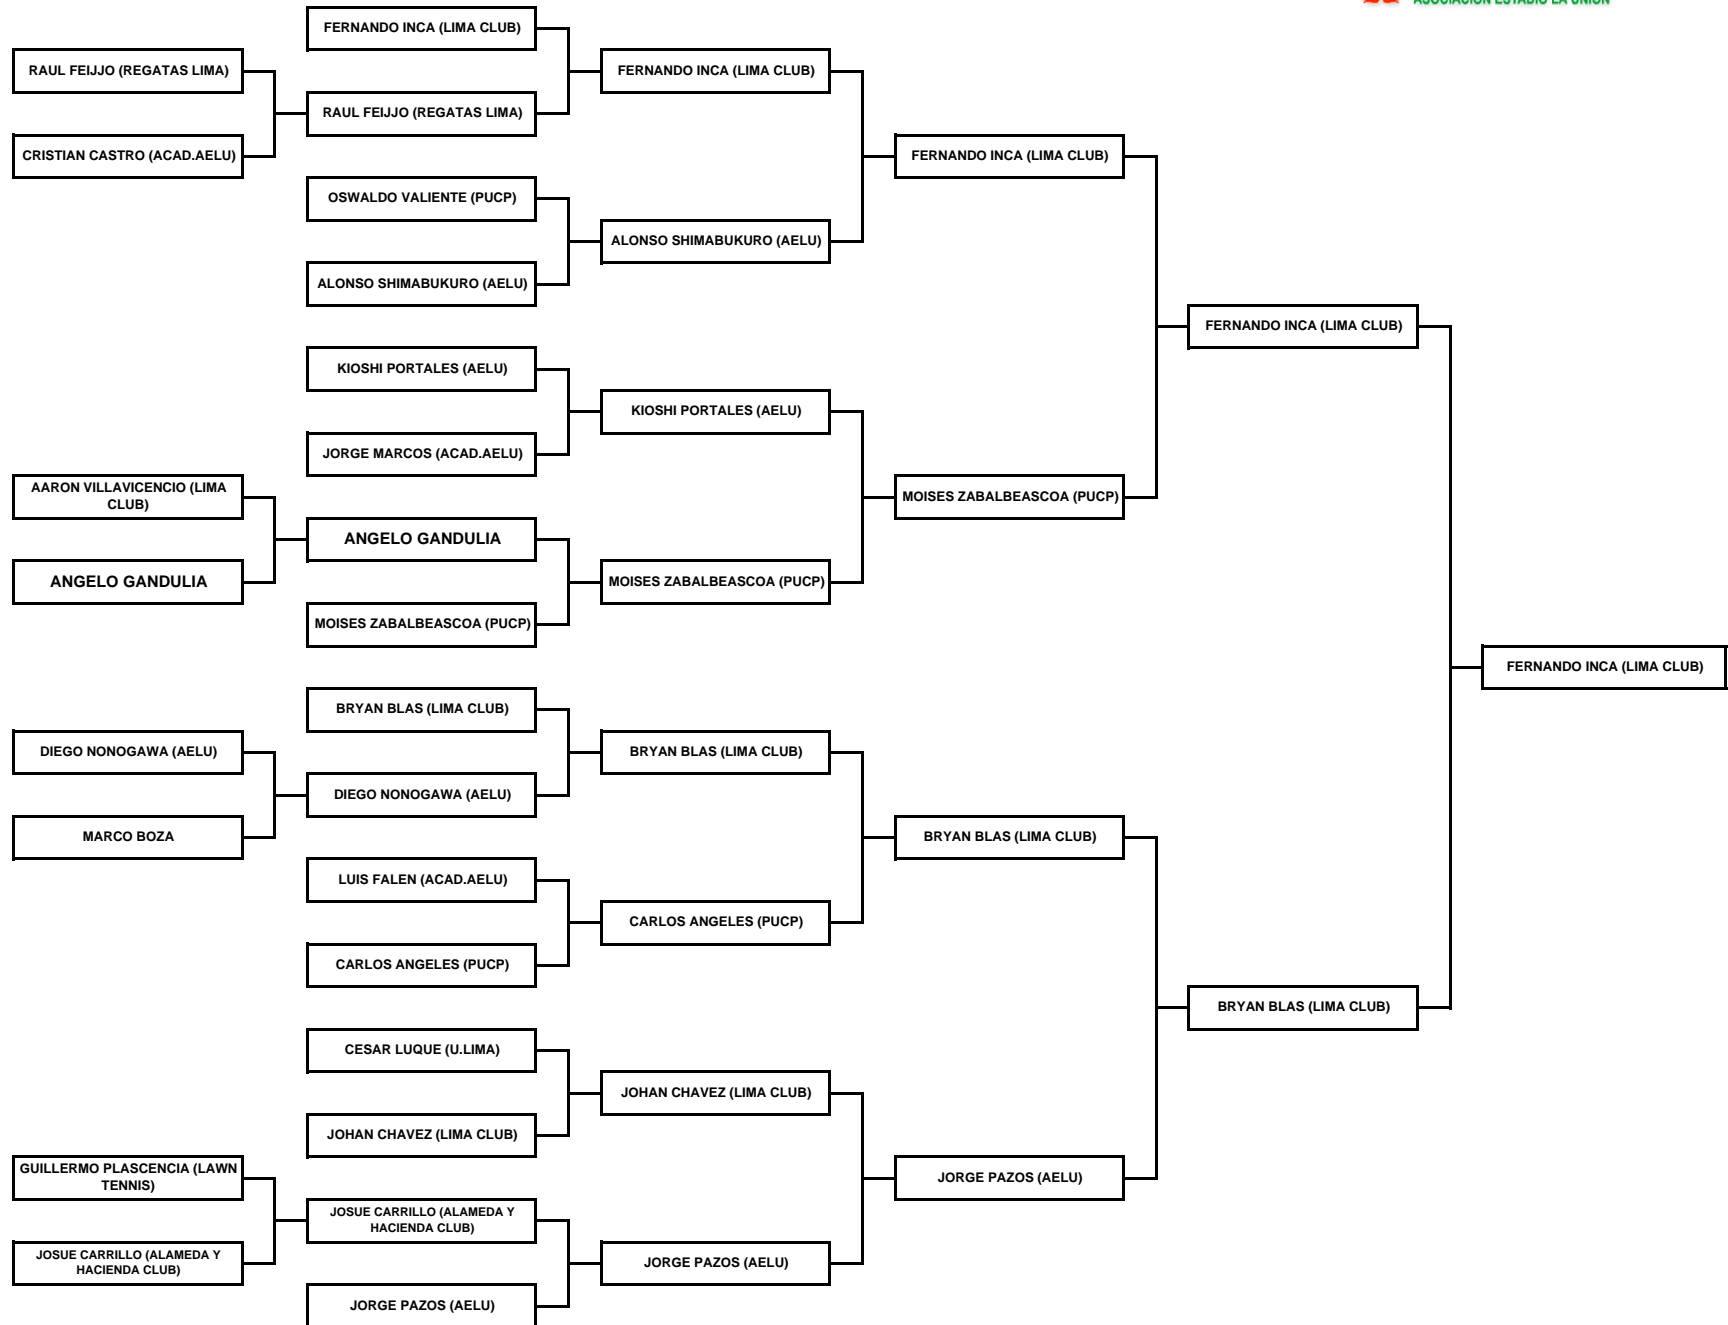 ASOCIACIÓN ESTADIO LA UNIÓN
FERNANDO INCA (LIMA CLUB)
RAUL FEIJJO (REGATAS LIMA)
FERNANDO INCA (LIMA CLUB)
RAUL FEIJJO (REGATAS LIMA)
CRISTIAN CASTRO (ACAD.AELU)
FERNANDO INCA (LIMA CLUB)
OSWALDO VALIENTE (PUCP)
ALONSO SHIMABUKURO (AELU)
ALONSO SHIMABUKURO (AELU)
FERNANDO INCA (LIMA CLUB)
KIOSHI PORTALES (AELU)
KIOSHI PORTALES (AELU)
JORGE MARCOS (ACAD.AELU)
AARON VILLAVICENCIO (LIMA
CLUB)
MOISES ZABALBEASCOA (PUCP)
ANGELO GANDULIA
ANGELO GANDULIA
MOISES ZABALBEASCOA (PUCP)
MOISES ZABALBEASCOA (PUCP)
FERNANDO INCA (LIMA CLUB)
BRYAN BLAS (LIMA CLUB)
DIEGO NONOGAWA (AELU)
BRYAN BLAS (LIMA CLUB)
DIEGO NONOGAWA (AELU)
MARCO BOZA
BRYAN BLAS (LIMA CLUB)
LUIS FALEN (ACAD.AELU)
CARLOS ANGELES (PUCP)
CARLOS ANGELES (PUCP)
BRYAN BLAS (LIMA CLUB)
CESAR LUQUE (U.LIMA)
JOHAN CHAVEZ (LIMA CLUB)
JOHAN CHAVEZ (LIMA CLUB)
GUILLERMO PLASCENCIA (LAWN
TENNIS)
JORGE PAZOS (AELU)
JOSUE CARRILLO (ALAMEDA Y
HACIENDA CLUB)
JOSUE CARRILLO (ALAMEDA Y
HACIENDA CLUB)
JORGE PAZOS (AELU)
JORGE PAZOS (AELU)